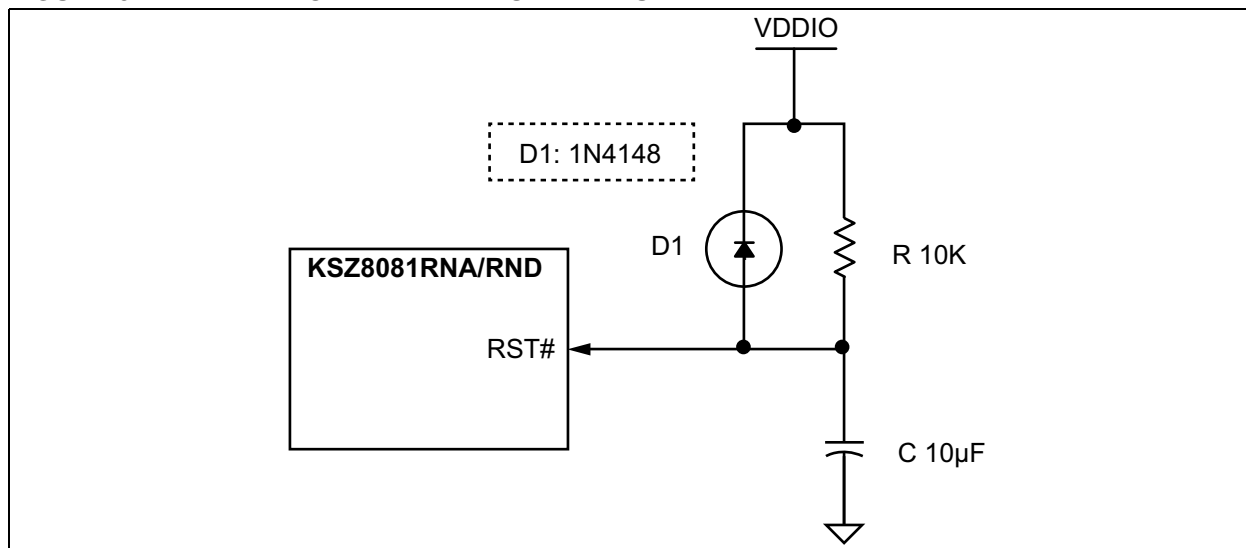 VDDIO
D1: 1N4148
D1
R 10K
KSZ8081RNA/RND
RST#
C 10µF